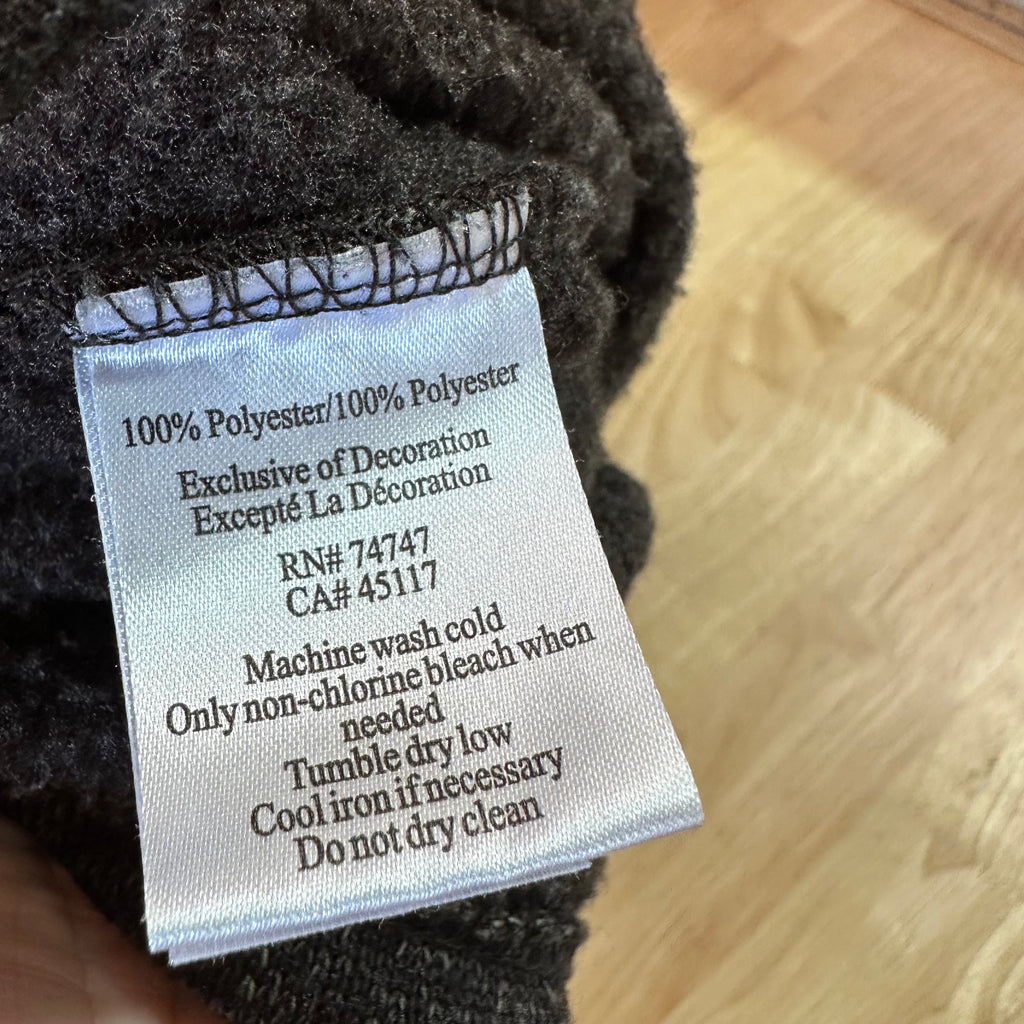 100% Polyester/100% Polyester
Exclusive of Decoration
Excepté La Décoration
RN# 74747
CA# 45117
Machine wash cold
Only non-chlorine bleach when
needed
Tumble dry low
Cool iron if necessary
Do not dry clean